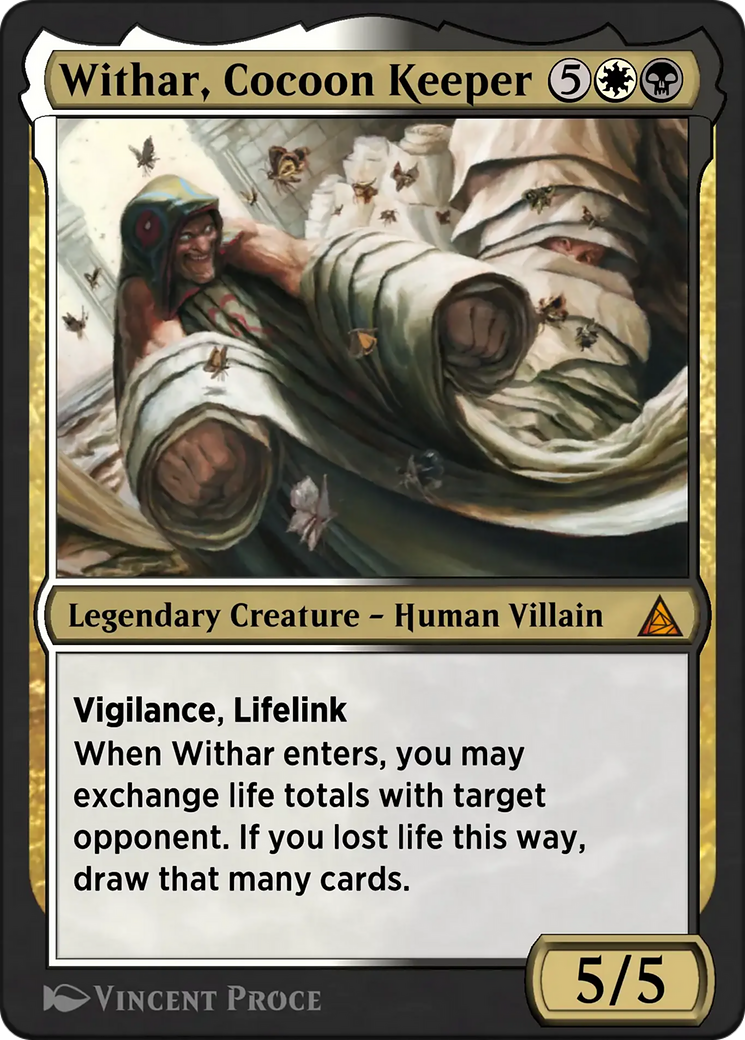 Withar, Cocoon Keeper 5
Legendary Creature – Human Villain
Vigilance, Lifelink
When Withar enters, you may
exchange life totals with target
opponent. If you lost life this way,
draw that many cards.
5/5
Vincent Proce